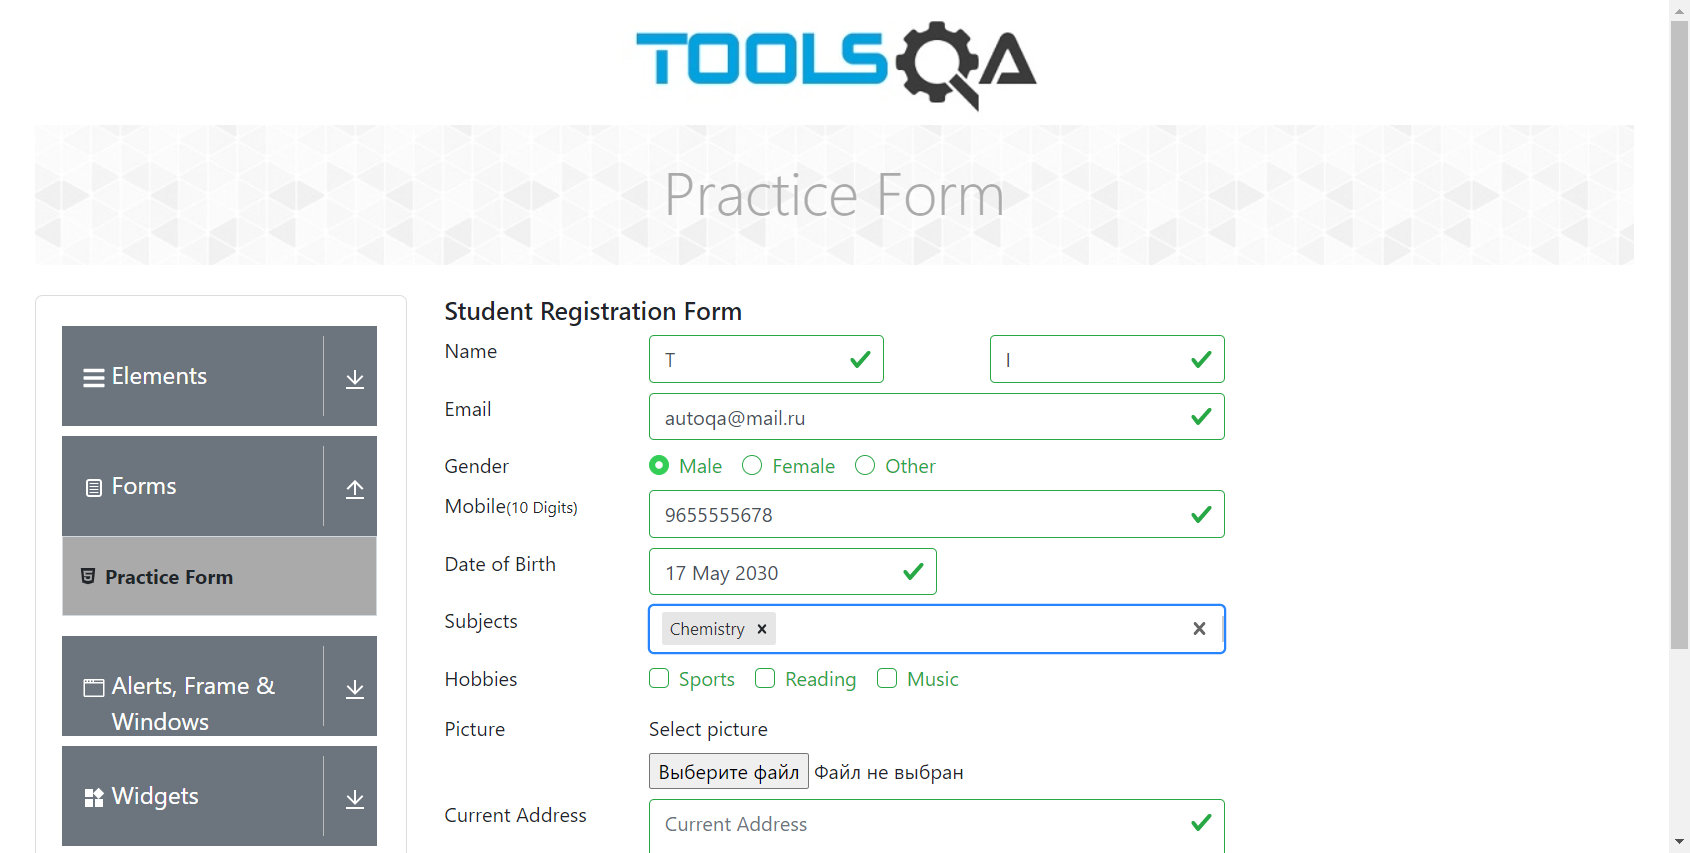 TOOLSQA
Practice Form
Elements
Forms
Practice Form
Alerts, Frame &
Windows
Widgets
Student Registration Form
Name T I
Email autoqa@mail.ru
Gender Male Female Other
Mobile(10 Digits) 9655555678
Date of Birth 17 May 2030
Subjects Chemistry
Hobbies Sports Reading Music
Picture Select picture
Выберите файл Файл не выбран
Current Address Current Address